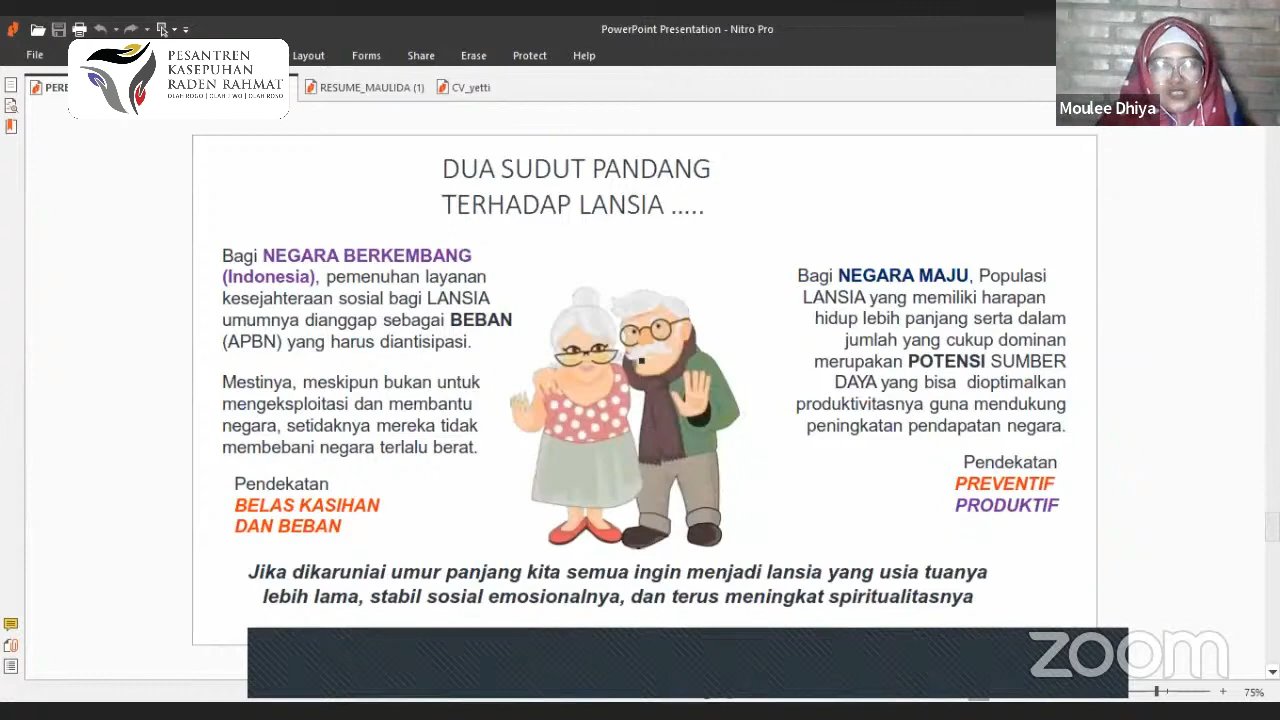 PowerPoint Presentation - Nitro Pro
File
Layout
Forms
Share
Erase
Protect
Help
PESANTREN
KASEPUHAN
RADEN RAHMAT
OLAH ROGO | OLAH JIWO | OLAH ROSO
RESUME_MAULIDA (1)
CV_yetti
Moulee Dhiya
DUA SUDUT PANDANG
TERHADAP LANSIA .....
Bagi NEGARA BERKEMBANG
(Indonesia), pemenuhan layanan
kesejahteraan sosial bagi LANSIA
umumnya dianggap sebagai BEBAN
(APBN) yang harus diantisipasi.
Mestinya, meskipun bukan untuk
mengeksploitasi dan membantu
negara, setidaknya mereka tidak
membebani negara terlalu berat.
Pendekatan
BELAS KASIHAN
DAN BEBAN
Bagi NEGARA MAJU, Populasi
LANSIA yang memiliki harapan
hidup lebih panjang serta dalam
jumlah yang cukup dominan
merupakan POTENSI SUMBER
DAYA yang bisa dioptimalkan
produktivitasnya guna mendukung
peningkatan pendapatan negara.
Pendekatan
PREVENTIF
PRODUKTIF
Jika dikaruniai umur panjang kita semua ingin menjadi lansia yang usia tuanya
lebih lama, stabil sosial emosionalnya, dan terus meningkat spiritualitasnya
zoom
75%